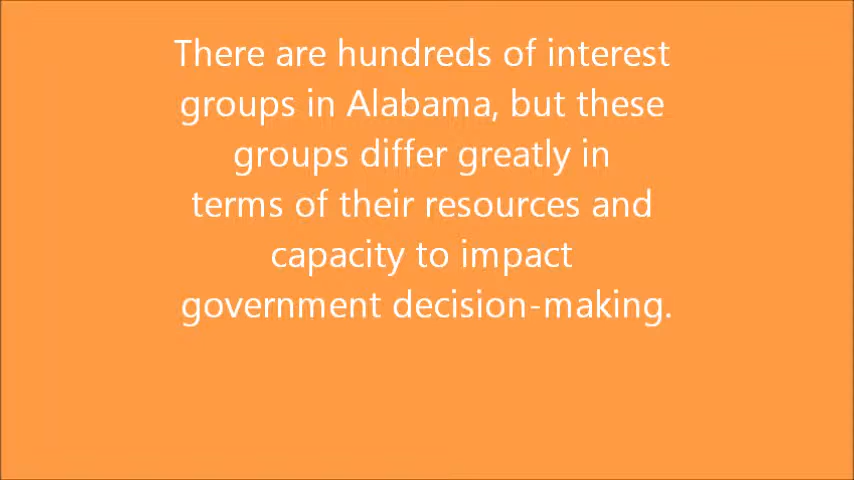 There are hundreds of interest
groups in Alabama, but these
groups differ greatly in
terms of their resources and
capacity to impact
government decision-making.